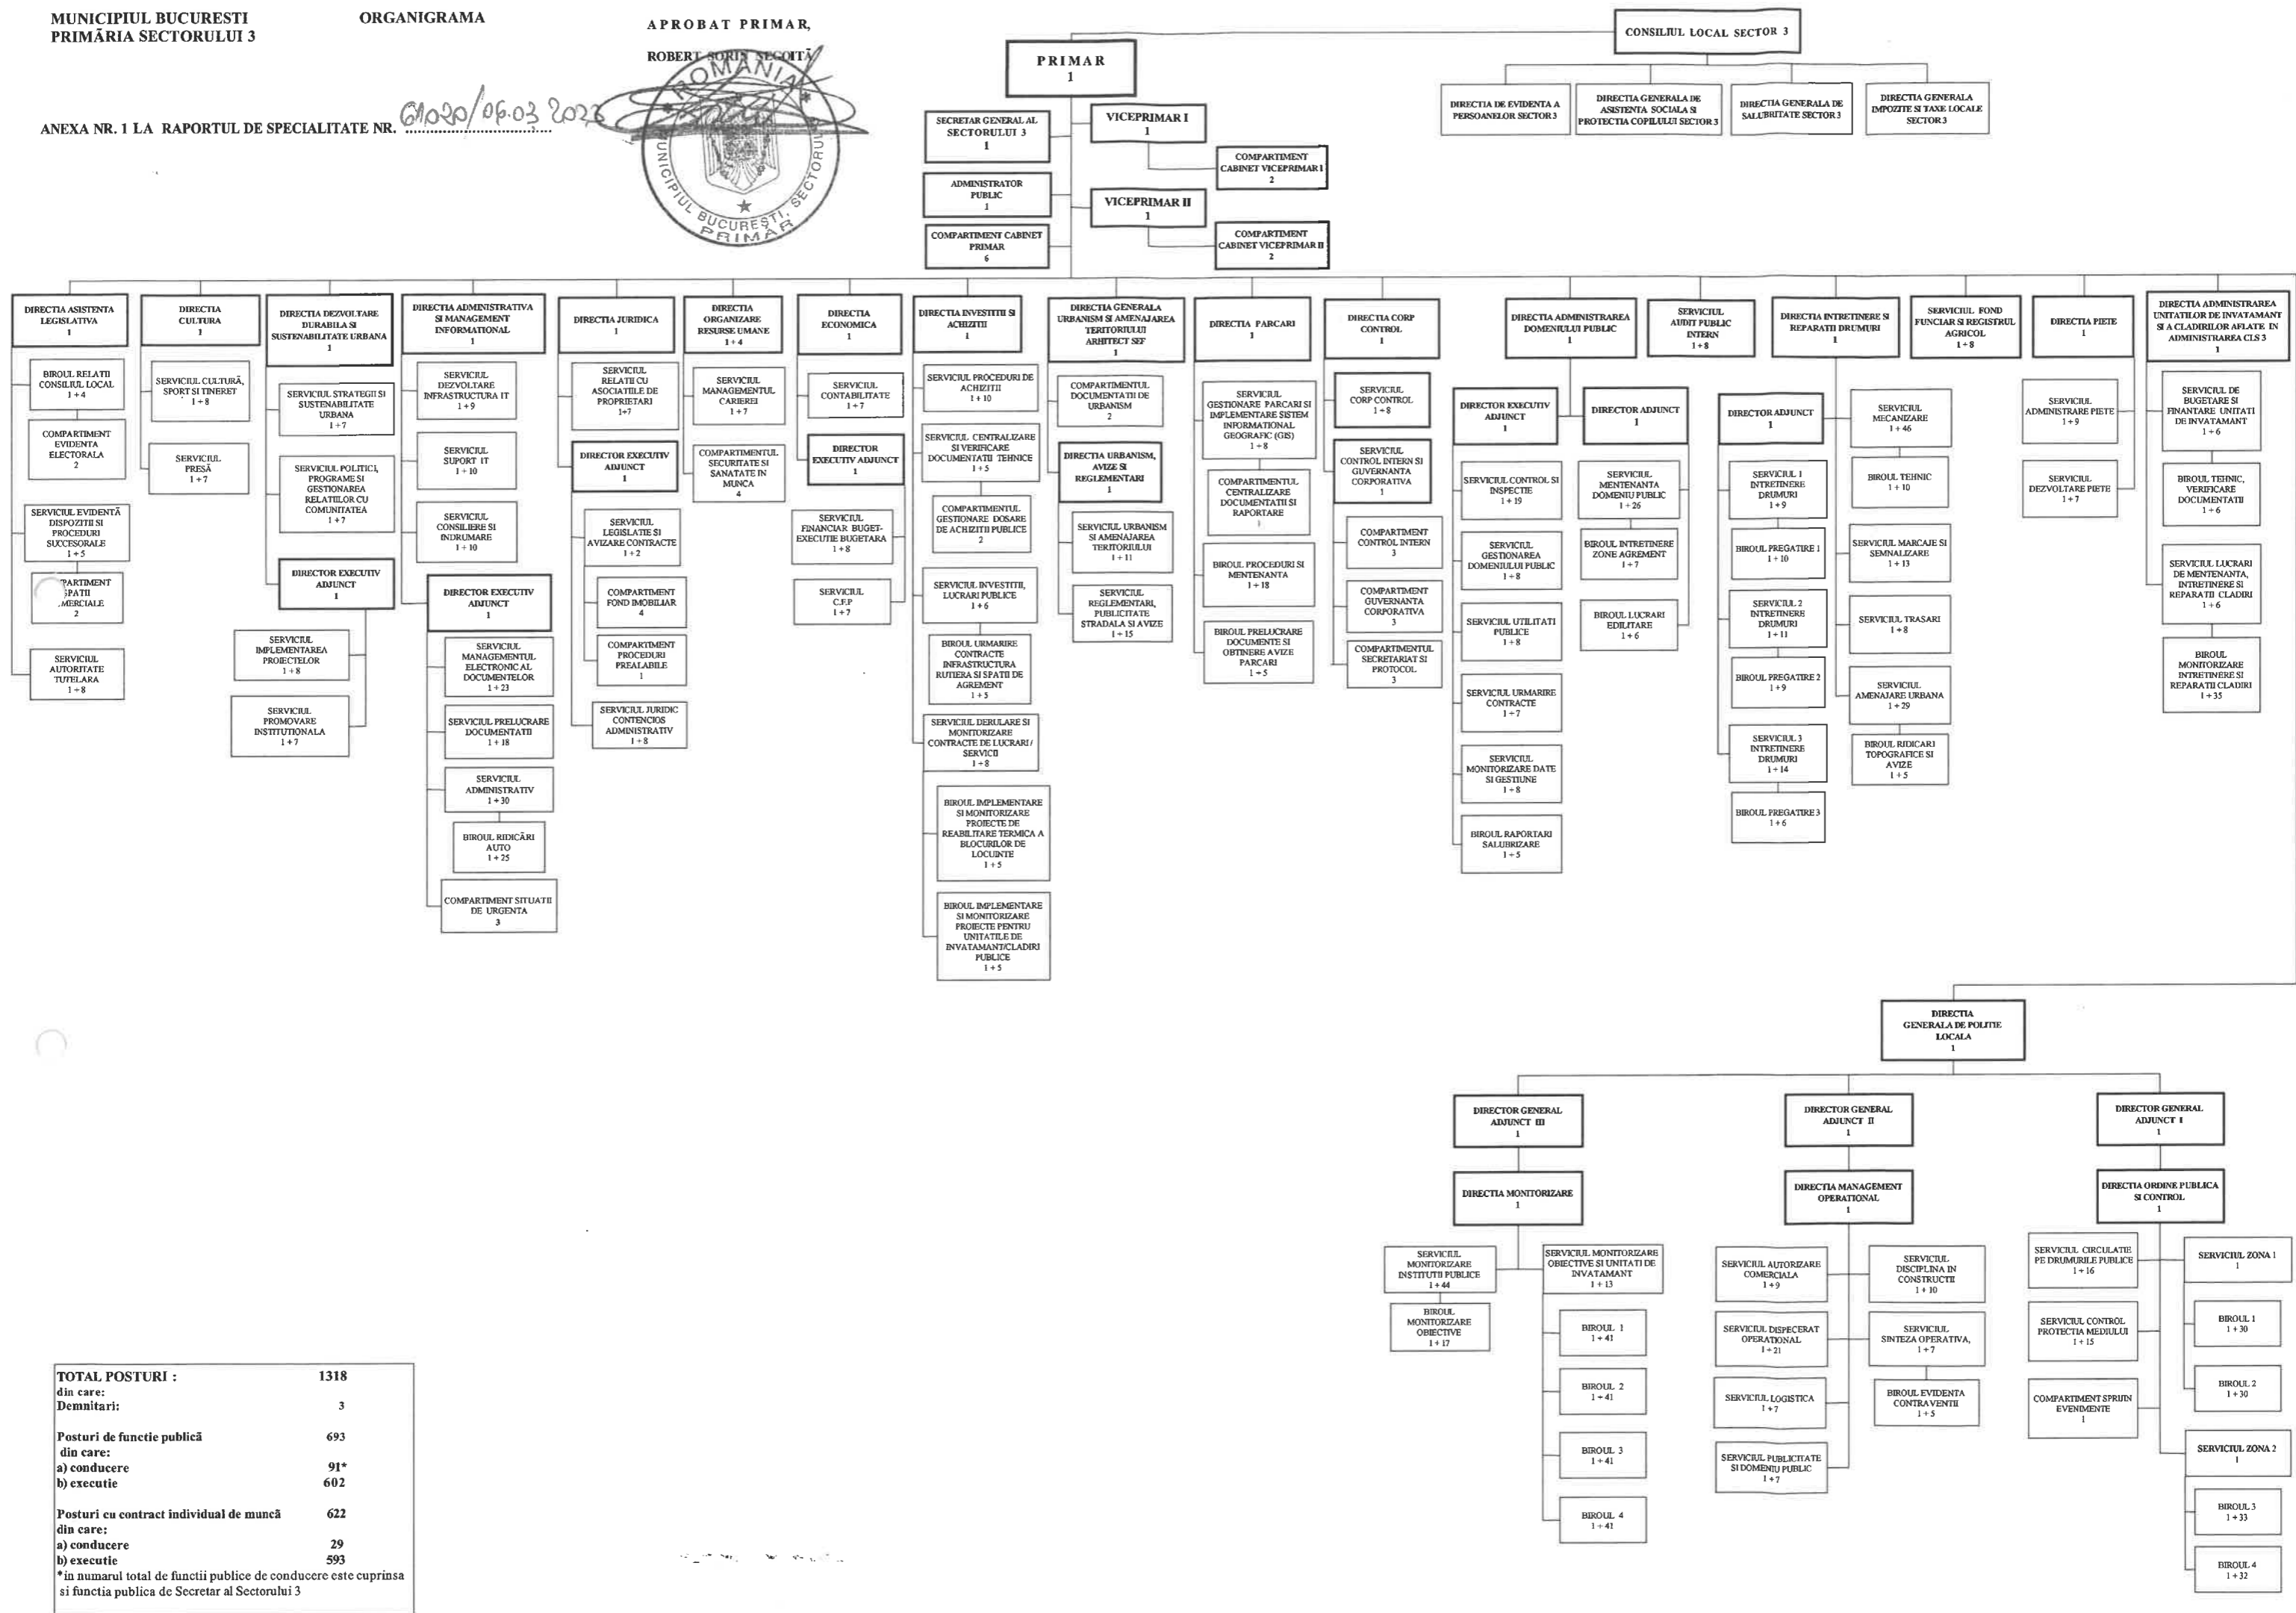 MUNICIPIUL BUCURESTI
PRIMĂRIA SECTORULUI 3
ORGANIGRAMA
APROBAT PRIMAR,
ROBERT SORIN NEGOIȚĂ
ROMANIA
MUNICIPIUL BUCUREȘTI, SECTORUL
PRIMAR
ANEXA NR. 1 LA RAPORTUL DE SPECIALITATE NR.
CONSILIUL LOCAL SECTOR 3
DIRECTIA DE EVIDENTA A
PERSOANELOR SECTOR 3
DIRECTIA GENERALA DE
ASISTENTA SOCIALA SI
PROTECTIA COPILULUI SECTOR 3
DIRECTIA GENERALA DE
SALUBRITATE SECTOR 3
DIRECTIA GENERALA
IMPOZITE SI TAXE LOCALE
SECTOR 3
PRIMAR
1
SECRETAR GENERAL AL
SECTORULUI 3
1
VICEPRIMAR I
1
COMPARTIMENT
CABINET VICEPRIMAR I
2
ADMINISTRATOR
PUBLIC
1
VICEPRIMAR II
1
COMPARTIMENT CABINET
PRIMAR
6
COMPARTIMENT
CABINET VICEPRIMAR II
2
DIRECTIA ASISTENTA
LEGISLATIVA
1
BIROUL RELATII
CONSILIUL LOCAL
1 + 4
COMPARTIMENT
EVIDENTA
ELECTORALA
2
SERVICIUL EVIDENTĂ
DISPOZITII SI
PROCEDURI
SUCCESORALE
1 + 5
PARTIMENT
SPATII
MERCIALE
2
SERVICIUL
AUTORITATE
TUTELARA
1 + 8
DIRECTIA
CULTURA
1
SERVICIUL CULTURĂ,
SPORT SI TINERET
1 + 8
SERVICIUL
PRESĂ
1 + 7
DIRECTIA DEZVOLTARE
DURABILA SI
SUSTENABILITATE URBANA
1
SERVICIUL STRATEGII SI
SUSTENABILITATE
URBANA
1 + 7
SERVICIUL POLITICI,
PROGRAME SI
GESTIONAREA
RELATIILOR CU
COMUNITATEA
1 + 7
DIRECTOR EXECUTIV
ADJUNCT
1
SERVICIUL
IMPLEMENTAREA
PROIECTELOR
1 + 8
SERVICIUL
PROMOVARE
INSTITUTIONALA
1 + 7
DIRECTIA ADMINISTRATIVA
SI MANAGEMENT
INFORMATIONAL
1
SERVICIUL
DEZVOLTARE
INFRASTRUCTURA IT
1 + 9
SERVICIUL
SUPORT IT
1 + 10
SERVICIUL
CONSILIERE SI
INDRUMARE
1 + 10
DIRECTOR EXECUTIV
ADJUNCT
1
SERVICIUL
MANAGEMENTUL
ELECTRONIC AL
DOCUMENTELOR
1 + 23
SERVICIUL PRELUCRARE
DOCUMENTATII
1 + 18
SERVICIUL
ADMINISTRATIV
1 + 30
BIROUL RIDICĂRI
AUTO
1 + 25
COMPARTIMENT SITUATII
DE URGENTA
3
DIRECTIA JURIDICA
1
SERVICIUL
RELATII CU
ASOCIATIILE DE
PROPRIETARI
1+7
DIRECTOR EXECUTIV
ADJUNCT
1
SERVICIUL
LEGISLATIE SI
AVIZARE CONTRACTE
1 + 2
COMPARTIMENT
FOND IMOBILIAR
4
COMPARTIMENT
PROCEDURI
PREALABILE
1
SERVICIUL JURIDIC
CONTENCIOS
ADMINISTRATIV
1 + 8
DIRECTIA
ORGANIZARE
RESURSE UMANE
1 + 4
SERVICIUL
MANAGEMENTUL
CARIEREI
1 + 7
COMPARTIMENTUL
SECURITATE SI
SANATATE IN
MUNCA
4
DIRECTIA
ECONOMICA
1
SERVICIUL
CONTABILITATE
1 + 7
DIRECTOR
EXECUTIV ADJUNCT
1
SERVICIUL
FINANCIAR BUGET-
EXECUTIE BUGETARA
1 + 8
SERVICIUL
C.F.P
1 + 7
DIRECTIA INVESTITII SI
ACHIZITII
1
SERVICIUL PROCEDURI DE
ACHIZITII
1 + 10
SERVICIUL CENTRALIZARE
SI VERIFICARE
DOCUMENTATII TEHNICE
1 + 5
COMPARTIMENTUL
GESTIONARE DOSARE
DE ACHIZITII PUBLICE
2
SERVICIUL INVESTITII,
LUCRARI PUBLICE
1 + 6
BIROUL URMARIRE
CONTRACTE
INFRASTRUCTURA
RUTIERA SI SPATII DE
AGREMENT
1 + 5
SERVICIUL DERULARE SI
MONITORIZARE
CONTRACTE DE LUCRARI /
SERVICII
1 + 8
BIROUL IMPLEMENTARE
SI MONITORIZARE
PROIECTE DE
REABILITARE TERMICA A
BLOCURILOR DE
LOCUINTE
1 + 5
BIROUL IMPLEMENTARE
SI MONITORIZARE
PROIECTE PENTRU
UNITATILE DE
INVATAMANT/CLADIRI
PUBLICE
1 + 5
DIRECTIA GENERALA
URBANISM SI AMENAJAREA
TERITORIULUI
ARHITECT SEF
1
COMPARTIMENTUL
DOCUMENTATII DE
URBANISM
2
DIRECTIA URBANISM,
AVIZE SI
REGLEMENTARI
1
SERVICIUL URBANISM
SI AMENAJAREA
TERITORIULUI
1 + 11
SERVICIUL
REGLEMENTARI,
PUBLICITATE
STRADALA SI AVIZE
1 + 15
DIRECTIA PARCARI
1
SERVICIUL
GESTIONARE PARCARI SI
IMPLEMENTARE SISTEM
INFORMATIONAL
GEOGRAFIC (GIS)
1 + 8
COMPARTIMENTUL
CENTRALIZARE
DOCUMENTATII SI
RAPORTARE
BIROUL PROCEDURI SI
MENTENANTA
1 + 18
BIROUL PRELUCRARE
DOCUMENTE SI
OBTINERE AVIZE
PARCARI
1 + 5
DIRECTIA CORP
CONTROL
1
SERVICIUL
CORP CONTROL
1 + 8
SERVICIUL
CONTROL INTERN SI
GUVERNANTA
CORPORATIVA
1
COMPARTIMENT
CONTROL INTERN
3
COMPARTIMENT
GUVERNANTA
CORPORATIVA
3
COMPARTIMENTUL
SECRETARIAT SI
PROTOCOL
3
DIRECTIA ADMINISTRAREA
DOMENIULUI PUBLIC
1
DIRECTOR EXECUTIV
ADJUNCT
1
SERVICIUL CONTROL SI
INSPECTIE
1 + 19
SERVICIUL
GESTIONAREA
DOMENIULUI PUBLIC
1 + 8
SERVICIUL UTILITATI
PUBLICE
1 + 8
SERVICIUL URMARIRE
CONTRACTE
1 + 7
SERVICIUL
MONITORIZARE DATE
SI GESTIUNE
1 + 8
BIROUL RAPORTARI
SALUBRIZARE
1 + 5
DIRECTOR ADJUNCT
1
SERVICIUL
MENTENANTA
DOMENIU PUBLIC
1 + 26
BIROUL INTRETINERE
ZONE AGREMENT
1 + 7
BIROUL LUCRARI
EDILITARE
1 + 6
SERVICIUL
AUDIT PUBLIC
INTERN
1 + 8
DIRECTIA INTRETINERE SI
REPARATII DRUMURI
1
DIRECTOR ADJUNCT
1
SERVICIUL 1
INTRETINERE
DRUMURI
1 + 9
BIROUL PREGATIRE 1
1 + 10
SERVICIUL 2
INTRETINERE
DRUMURI
1 + 11
BIROUL PREGATIRE 2
1 + 9
SERVICIUL 3
INTRETINERE
DRUMURI
1 + 14
BIROUL PREGATIRE 3
1 + 6
SERVICIUL
MECANIZARE
1 + 46
BIROUL TEHNIC
1 + 10
SERVICIUL MARCAJE SI
SEMNALIZARE
1 + 13
SERVICIUL TRASARI
1 + 8
SERVICIUL
AMENAJARE URBANA
1 + 29
BIROUL RIDICARI
TOPOGRAFICE SI
AVIZE
1 + 5
SERVICIUL FOND
FUNCIAR SI REGISTRUL
AGRICOL
1 + 8
DIRECTIA PIETE
1
SERVICIUL
ADMINISTRARE PIETE
1 + 9
SERVICIUL
DEZVOLTARE PIETE
1 + 7
DIRECTIA ADMINISTRAREA
UNITATILOR DE INVATAMANT
SI A CLADIRILOR AFLATE IN
ADMINISTRAREA CLS 3
1
SERVICIUL DE
BUGETARE SI
FINANTARE UNITATI
DE INVATAMANT
1 + 6
BIROUL TEHNIC,
VERIFICARE
DOCUMENTATII
1 + 6
SERVICIUL LUCRARI
DE MENTENANTA,
INTRETINERE SI
REPARATII CLADIRI
1 + 6
BIROUL
MONITORIZARE
INTRETINERE SI
REPARATII CLADIRI
1 + 35
DIRECTIA
GENERALA DE POLITIE
LOCALA
1
DIRECTOR GENERAL
ADJUNCT III
1
DIRECTIA MONITORIZARE
1
SERVICIUL
MONITORIZARE
INSTITUTII PUBLICE
1 + 44
BIROUL
MONITORIZARE
OBIECTIVE
1 + 17
SERVICIUL MONITORIZARE
OBIECTIVE SI UNITATI DE
INVATAMANT
1 + 13
BIROUL 1
1 + 41
BIROUL 2
1 + 41
BIROUL 3
1 + 41
BIROUL 4
1 + 41
DIRECTOR GENERAL
ADJUNCT II
1
DIRECTIA MANAGEMENT
OPERATIONAL
1
SERVICIUL AUTORIZARE
COMERCIALA
1 + 9
SERVICIUL DISPECERAT
OPERATIONAL
1 + 21
SERVICIUL LOGISTICA
1 + 7
SERVICIUL PUBLICITATE
SI DOMENIU PUBLIC
1 + 7
SERVICIUL
DISCIPLINA IN
CONSTRUCTII
1 + 10
SERVICIUL
SINTEZA OPERATIVA,
1 + 7
BIROUL EVIDENTA
CONTRAVENTII
1 + 5
DIRECTOR GENERAL
ADJUNCT I
1
DIRECTIA ORDINE PUBLICA
SI CONTROL
1
SERVICIUL CIRCULATIE
PE DRUMURILE PUBLICE
1 + 16
SERVICIUL CONTROL
PROTECTIA MEDIULUI
1 + 15
COMPARTIMENT SPRIJIN
EVENIMENTE
1
SERVICIUL ZONA 1
1
BIROUL 1
1 + 30
BIROUL 2
1 + 30
SERVICIUL ZONA 2
1
BIROUL 3
1 + 33
BIROUL 4
1 + 32
TOTAL POSTURI : 1318
din care:
Demnitari: 3
Posturi de functie publică 693
din care:
a) conducere 91*
b) executie 602
Posturi cu contract individual de muncă 622
din care:
a) conducere 29
b) executie 593
*in numarul total de functii publice de conducere este cuprinsa
si functia publica de Secretar al Sectorului 3